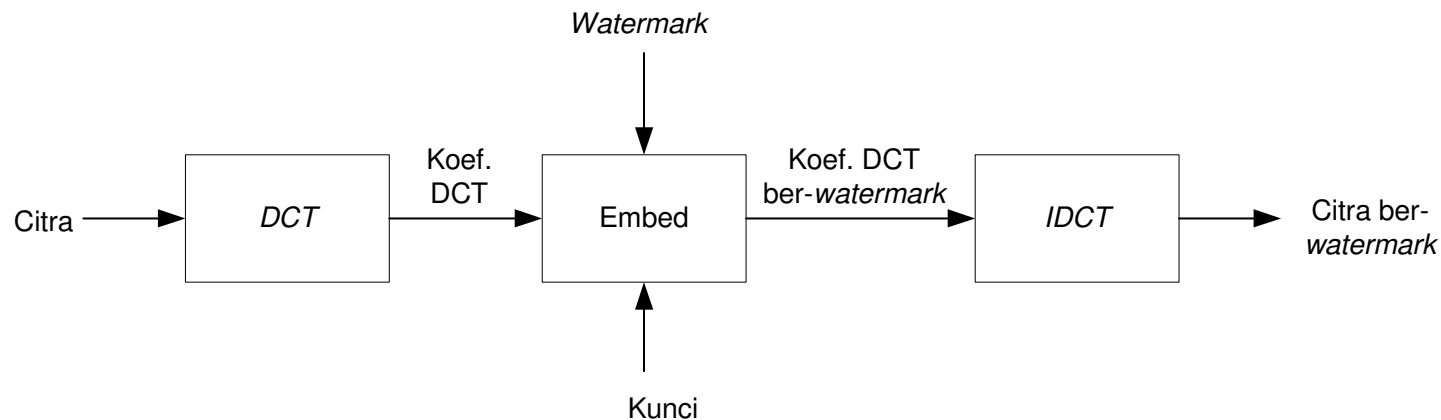 Watermark
Koef.
DCT
Koef. DCT
ber-watermark
Citra
DCT
Embed
IDCT
Citra ber-
watermark
Kunci